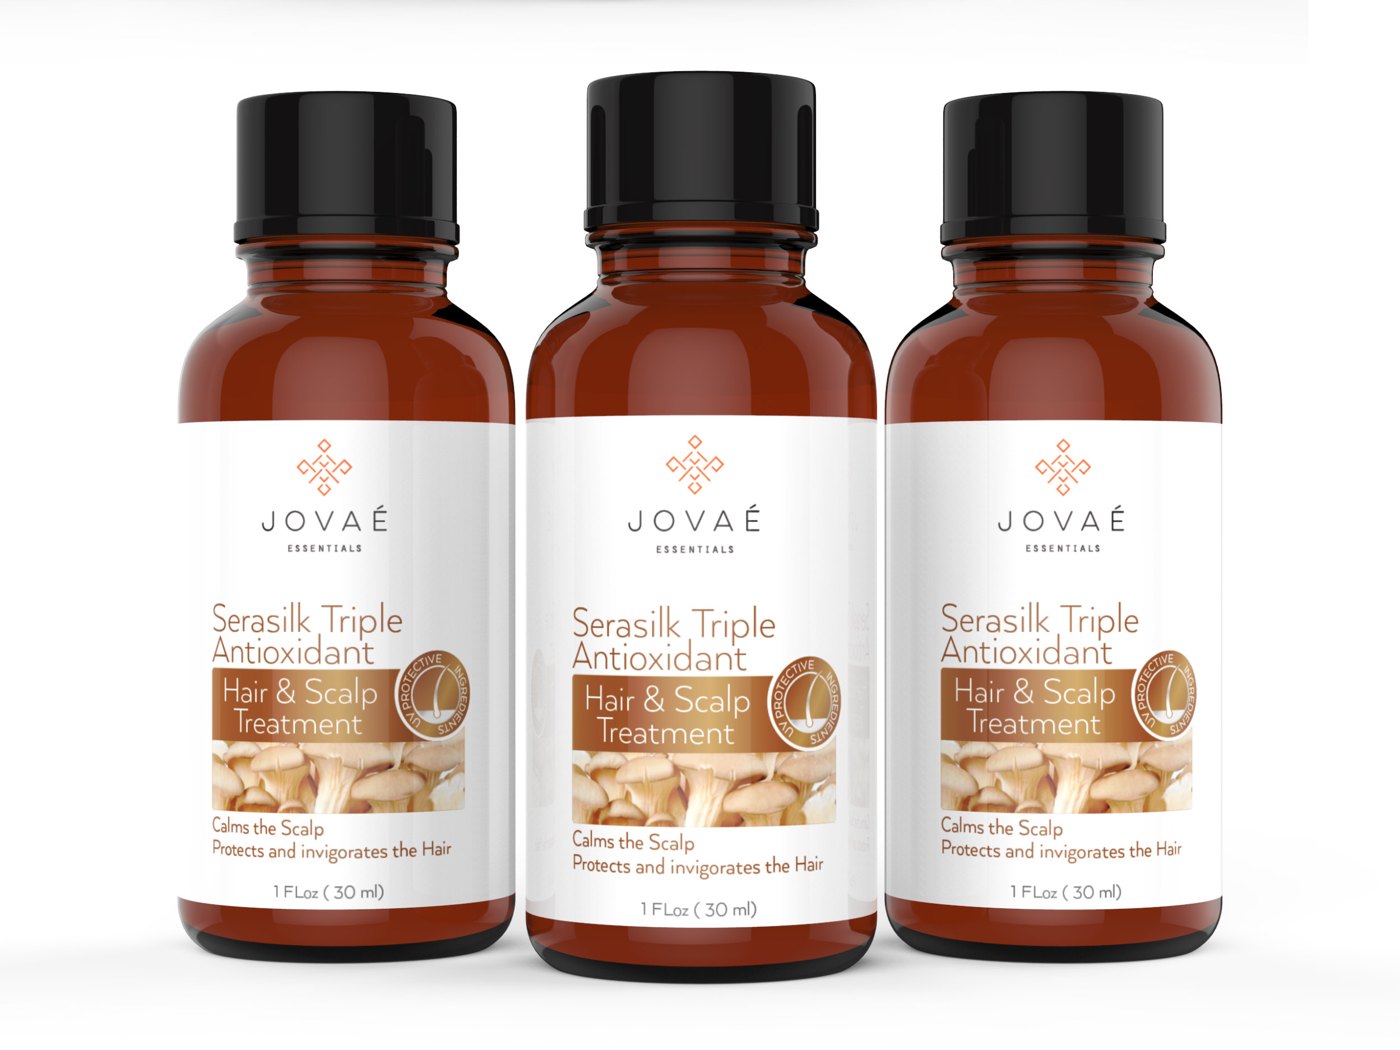 JOVAÉ
ESSENTIALS
Serasilk Triple
Antioxidant
Hair & Scalp
Treatment
UV PROTECTIVE INGREDIENTS
Calms the Scalp
Protects and invigorates the Hair
1 FLoz ( 30 ml)
JOVAÉ
ESSENTIALS
Serasilk Triple
Antioxidant
Hair & Scalp
Treatment
UV PROTECTIVE INGREDIENTS
Calms the Scalp
Protects and invigorates the Hair
1 FLoz ( 30 ml)
JOVAÉ
ESSENTIALS
Serasilk Triple
Antioxidant
Hair & Scalp
Treatment
UV PROTECTIVE INGREDIENTS
Calms the Scalp
Protects and invigorates the Hair
1 FLoz ( 30 ml)